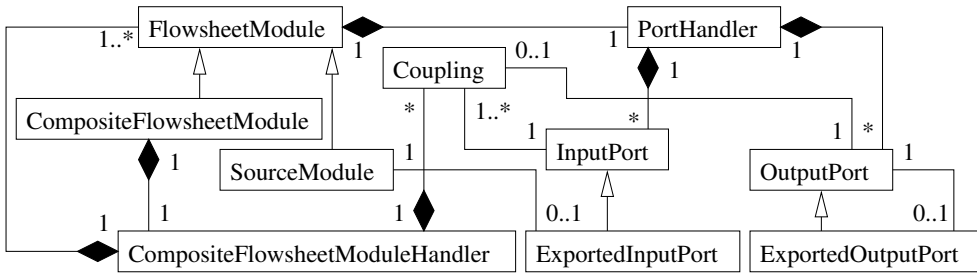 FlowsheetModule
PortHandler
1..*
1
1
1
0..1
Coupling
1
*
1..*
*
CompositeFlowsheetModule
1
1
*
InputPort
1
1
SourceModule
1
OutputPort
1
1
1
0..1
0..1
CompositeFlowsheetModuleHandler
ExportedInputPort
ExportedOutputPort